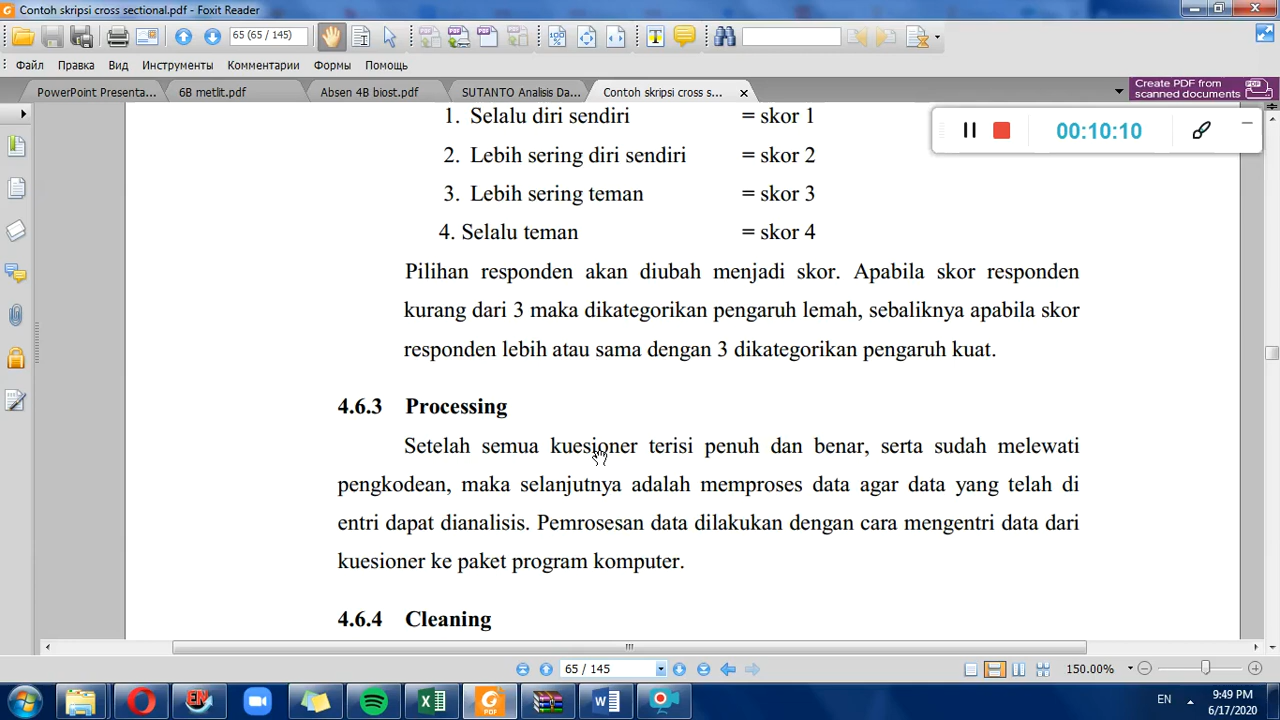 Contoh skripsi cross sectional.pdf - Foxit Reader
65 (65 / 145)
Файл Правка Вид Инструменты Комментарии Формы Помощь
PowerPoint Presenta... 6B metlit.pdf Absen 4B biost.pdf SUTANTO Analisis Da... Contoh skripsi cross s...
Create PDF from
scanned documents
00:10:10
1. Selalu diri sendiri = skor 1
2. Lebih sering diri sendiri = skor 2
3. Lebih sering teman = skor 3
4. Selalu teman = skor 4
Pilihan responden akan diubah menjadi skor. Apabila skor responden
kurang dari 3 maka dikategorikan pengaruh lemah, sebaliknya apabila skor
responden lebih atau sama dengan 3 dikategorikan pengaruh kuat.
4.6.3 Processing
Setelah semua kuesioner terisi penuh dan benar, serta sudah melewati
pengkodean, maka selanjutnya adalah memproses data agar data yang telah di
entri dapat dianalisis. Pemrosesan data dilakukan dengan cara mengentri data dari
kuesioner ke paket program komputer.
4.6.4 Cleaning
65 / 145
150.00%
EN
9:49 PM
6/17/2020